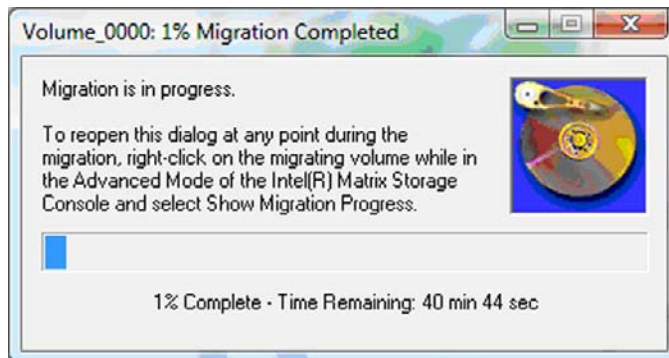 Volume_0000: 1% Migration Completed
Migration is in progress.
To reopen this dialog at any point during the
migration, right-click on the migrating volume while in
the Advanced Mode of the Intel(R) Matrix Storage
Console and select Show Migration Progress.
1% Complete - Time Remaining: 40 min 44 sec